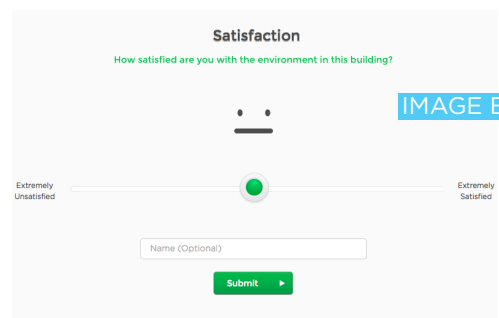 Satisfaction
How satisfied are you with the environment in this building?
IMAGE
Extremely
Unsatisfied
Extremely
Satisfied
Name (Optional)
Submit